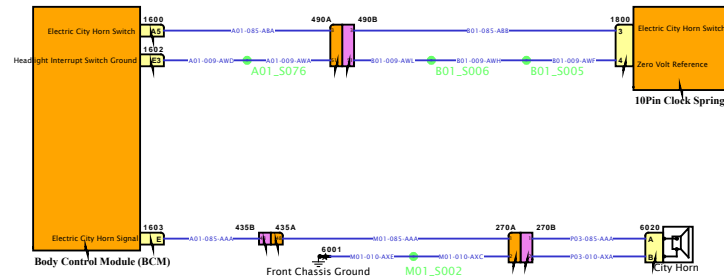 1600 490A 490B 1800
Electric City Horn Switch A5 A01-085-ABA B01-085-ABB 3 Electric City Horn Switch
1602
Headlight Interrupt Switch Ground E3 A01-009-AWD A01-009-AWA B01-009-AWL B01-009-AWH B01-009-AWF 4 Zero Volt Reference
A01_S076 B01_S006 B01_S005
10Pin Clock Spring
1603 435B 435A 270A 270B 6020
Electric City Horn Signal E A01-085-AAA M01-085-AAA P03-085-AAA A
6001 M01-010-AXE M01-010-AXC P03-010-AXA B
Body Control Module (BCM) Front Chassis Ground M01_S002 City Horn